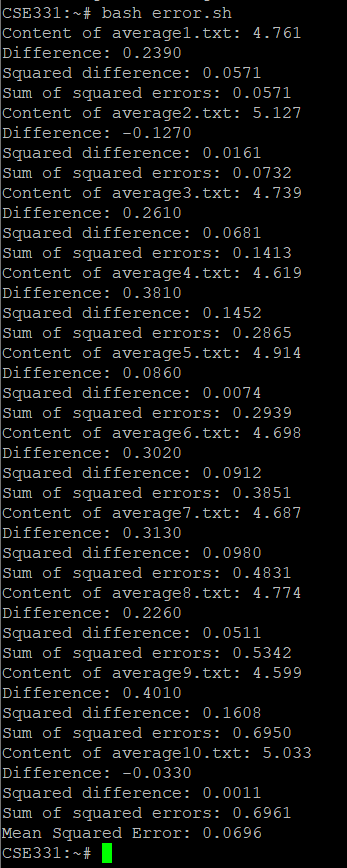 CSE331:~# bash error.sh
Content of average1.txt: 4.761
Difference: 0.2390
Squared difference: 0.0571
Sum of squared errors: 0.0571
Content of average2.txt: 5.127
Difference: -0.1270
Squared difference: 0.0161
Sum of squared errors: 0.0732
Content of average3.txt: 4.739
Difference: 0.2610
Squared difference: 0.0681
Sum of squared errors: 0.1413
Content of average4.txt: 4.619
Difference: 0.3810
Squared difference: 0.1452
Sum of squared errors: 0.2865
Content of average5.txt: 4.914
Difference: 0.0860
Squared difference: 0.0074
Sum of squared errors: 0.2939
Content of average6.txt: 4.698
Difference: 0.3020
Squared difference: 0.0912
Sum of squared errors: 0.3851
Content of average7.txt: 4.687
Difference: 0.3130
Squared difference: 0.0980
Sum of squared errors: 0.4831
Content of average8.txt: 4.774
Difference: 0.2260
Squared difference: 0.0511
Sum of squared errors: 0.5342
Content of average9.txt: 4.599
Difference: 0.4010
Squared difference: 0.1608
Sum of squared errors: 0.6950
Content of average10.txt: 5.033
Difference: -0.0330
Squared difference: 0.0011
Sum of squared errors: 0.6961
Mean Squared Error: 0.0696
CSE331:~#